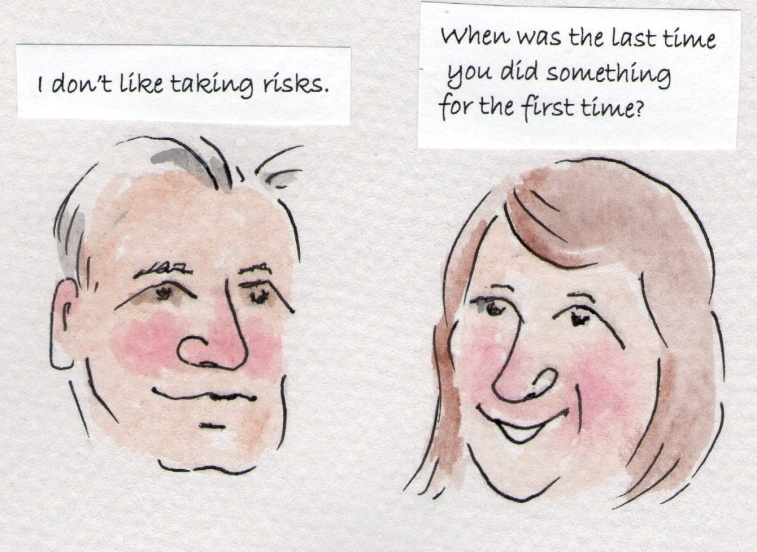 I don't like taking risks.
When was the last time
you did something
for the first time?